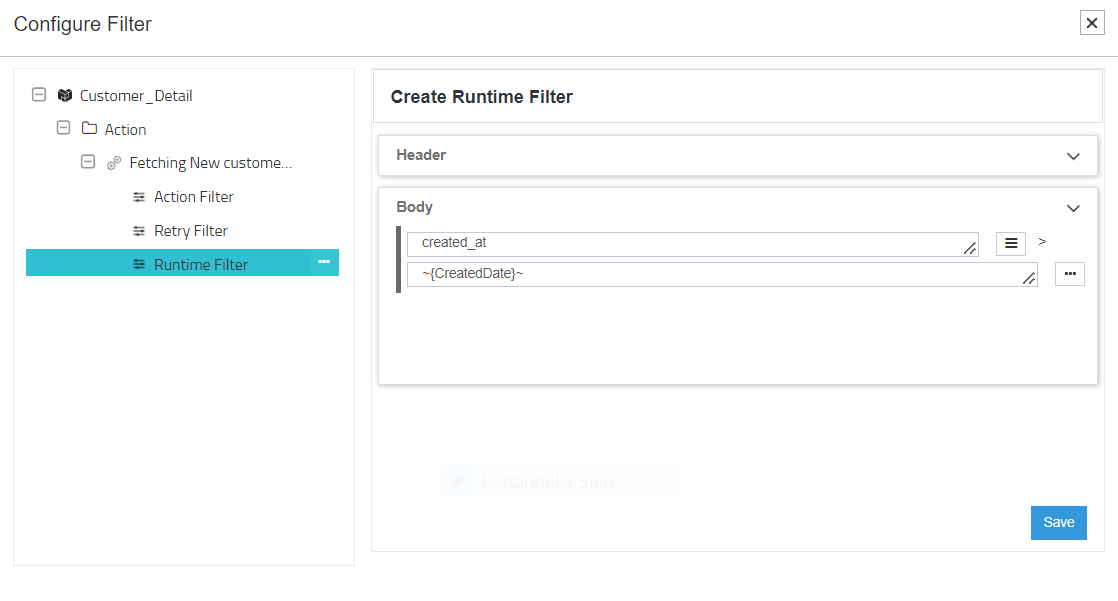 Configure Filter
Customer_Detail
Action
Fetching New custome...
Action Filter
Retry Filter
Runtime Filter
Create Runtime Filter
Header
Body
created_at
>
~{CreatedDate}~
Rectangular Snip
Save